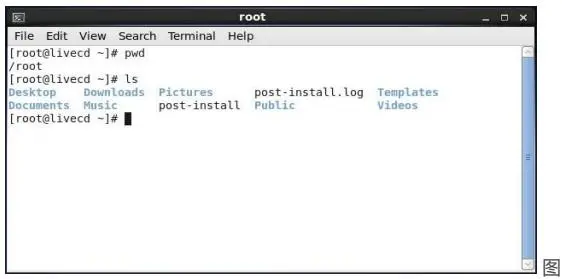 root
File Edit View Search Terminal Help
[root@livecd ~]# pwd
/root
[root@livecd ~]# ls
Desktop Downloads Pictures post-install.log Templates
Documents Music post-install Public Videos
[root@livecd ~]#
图